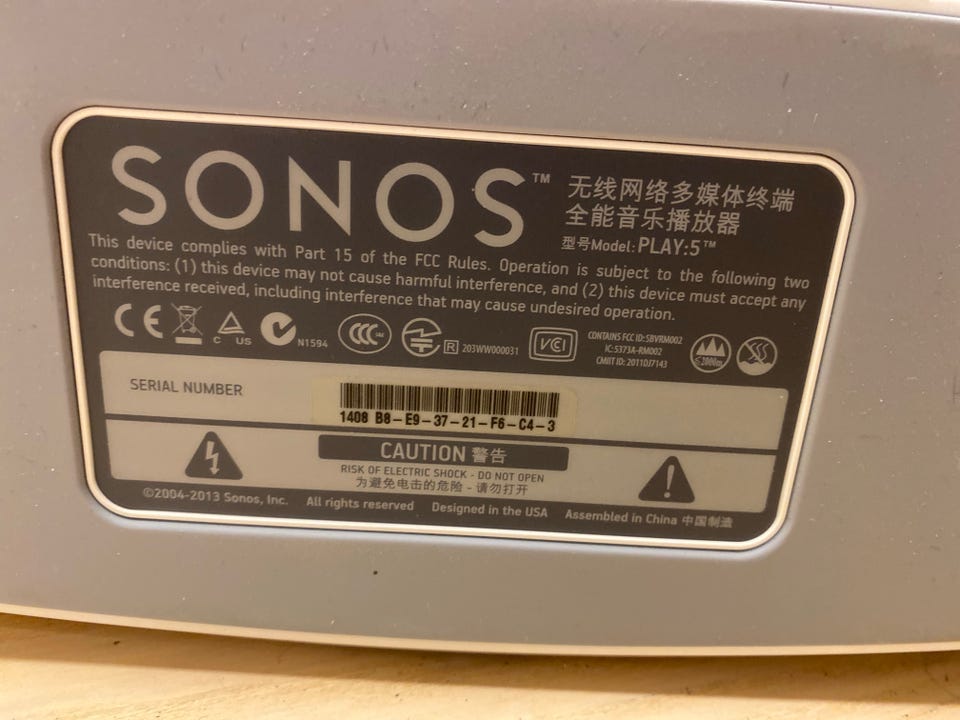 SONOS™
无线网络多媒体终端
全能音乐播放器
型号Model: PLAY:5™
This device complies with Part 15 of the FCC Rules. Operation is subject to the following two
conditions: (1) this device may not cause harmful interference, and (2) this device must accept any
interference received, including interference that may cause undesired operation.
CE C US N1594 CCC R 203WW000031 VCI
CONTAINS FCC ID: SBVRM002
IC: 5373A-RM002
CMIIT ID: 2011DJ7143
≤2000m
SERIAL NUMBER
1408 B8-E9-37-21-F6-C4-3
CAUTION 警告
RISK OF ELECTRIC SHOCK - DO NOT OPEN
为避免电击的危险 - 请勿打开
©2004-2013 Sonos, Inc. All rights reserved Designed in the USA Assembled in China 中国制造